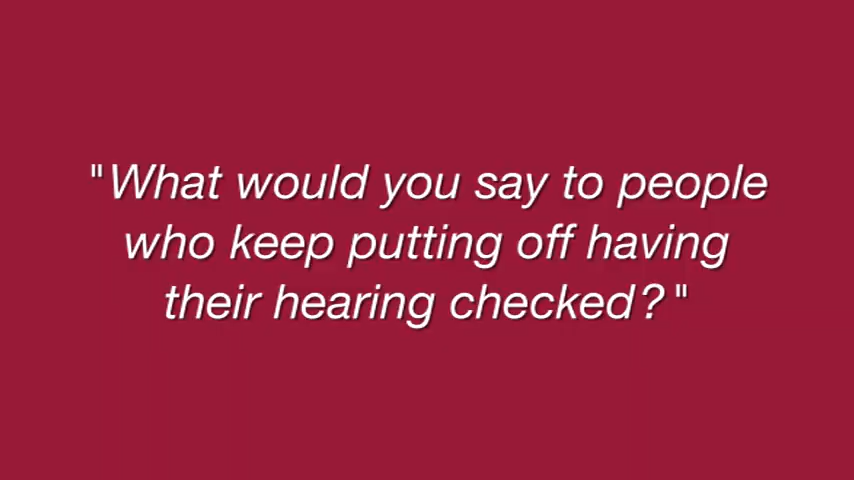 "What would you say to people
who keep putting off having
their hearing checked?"